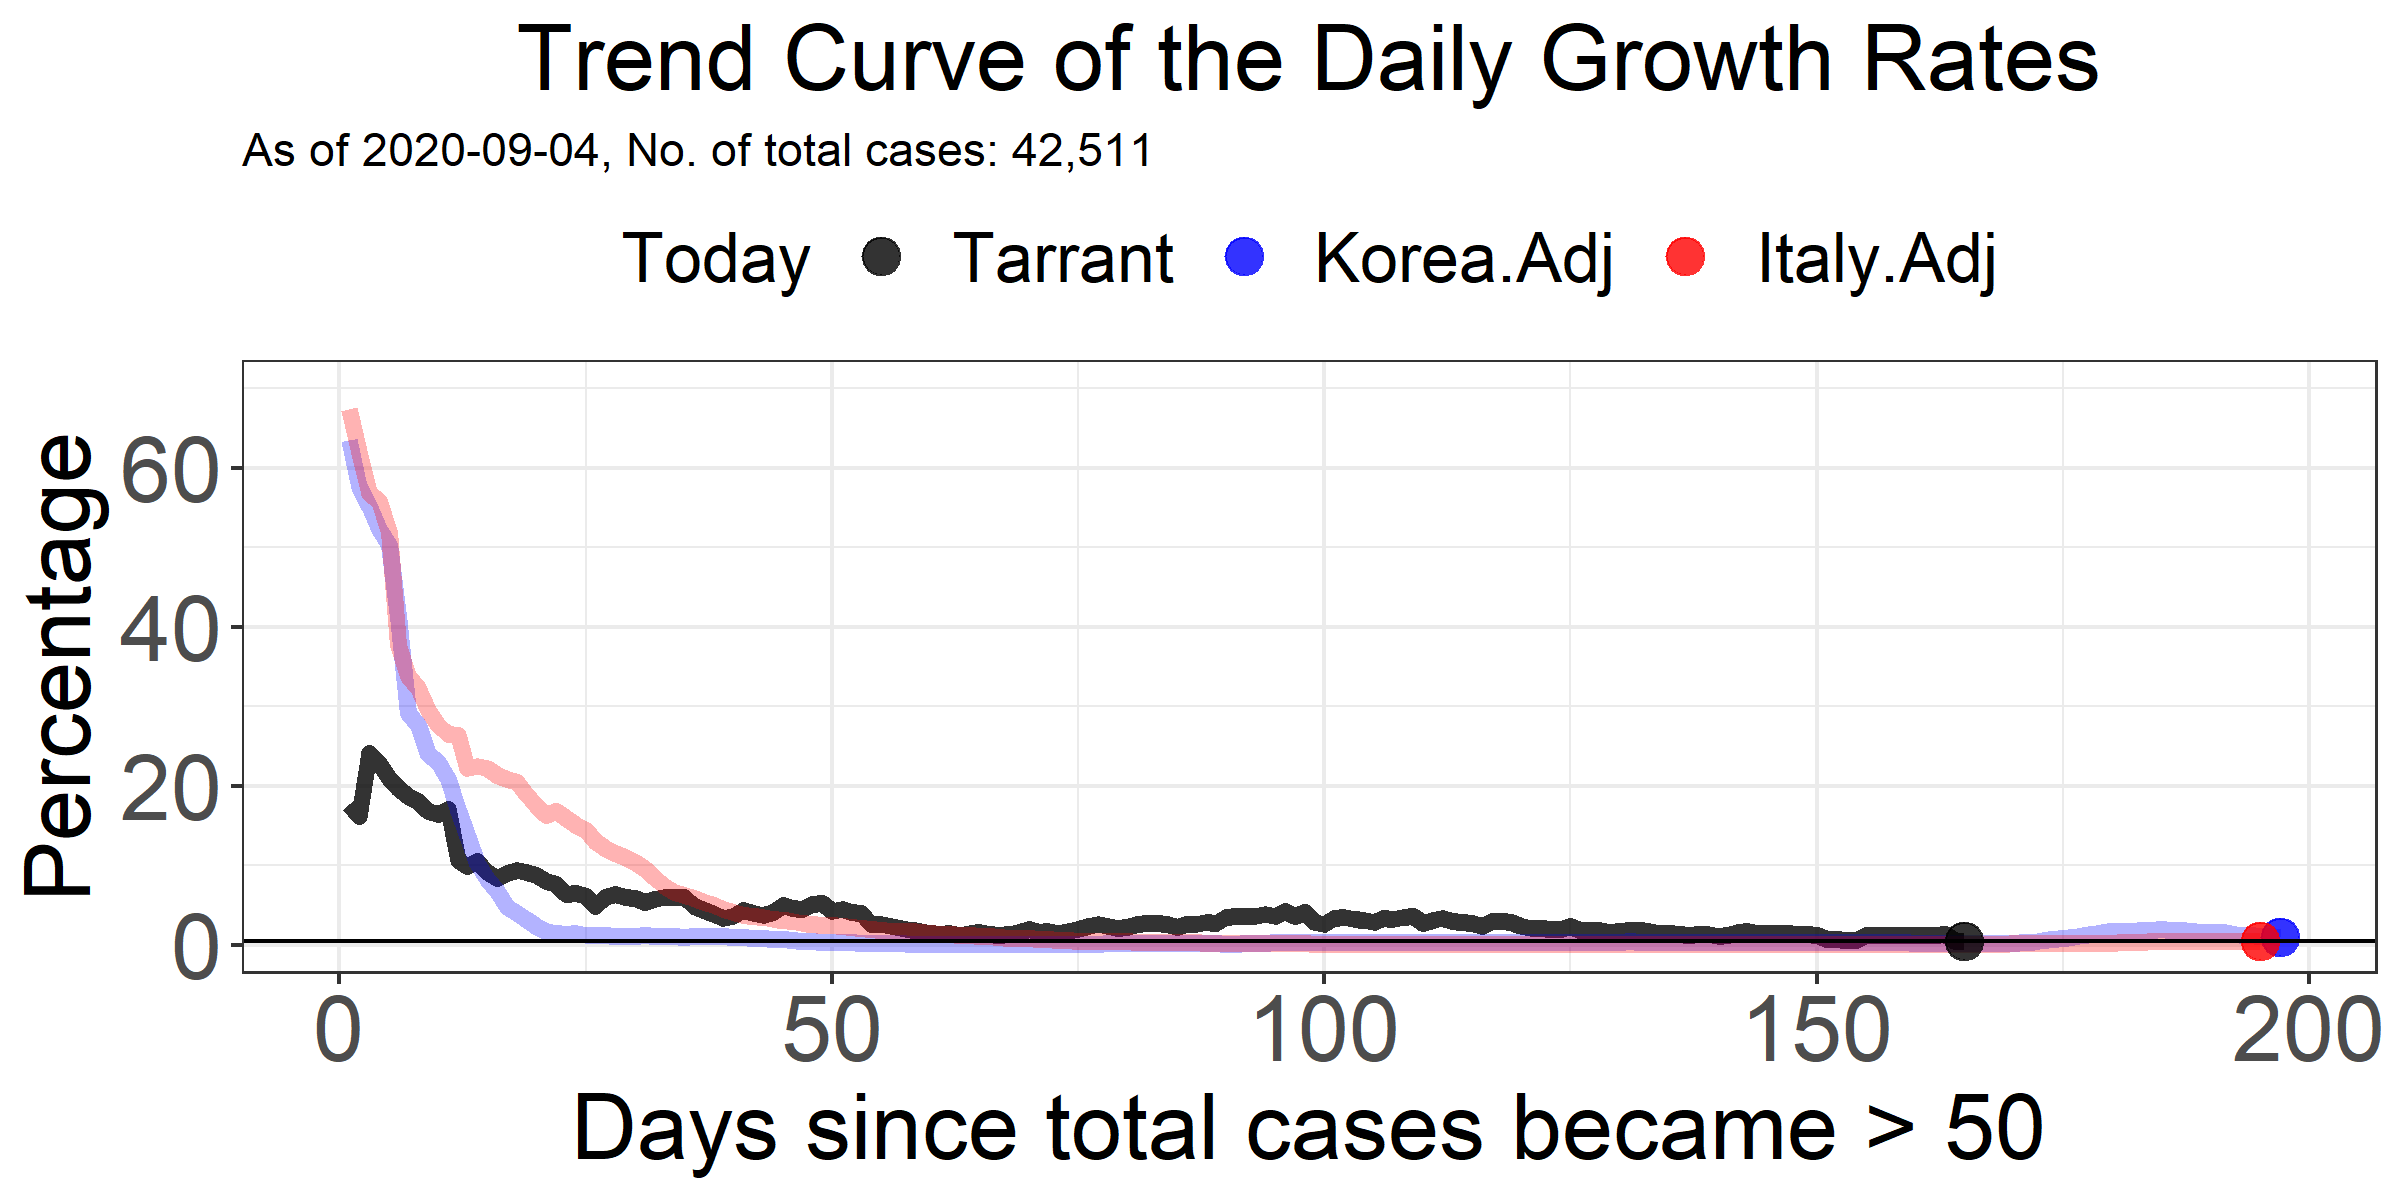 Trend Curve of the Daily Growth Rates
As of 2020-09-04, No. of total cases: 42,511
Today Tarrant Korea.Adj Italy.Adj
Percentage
60
40
20
0
0 50 100 150 200
Days since total cases became > 50